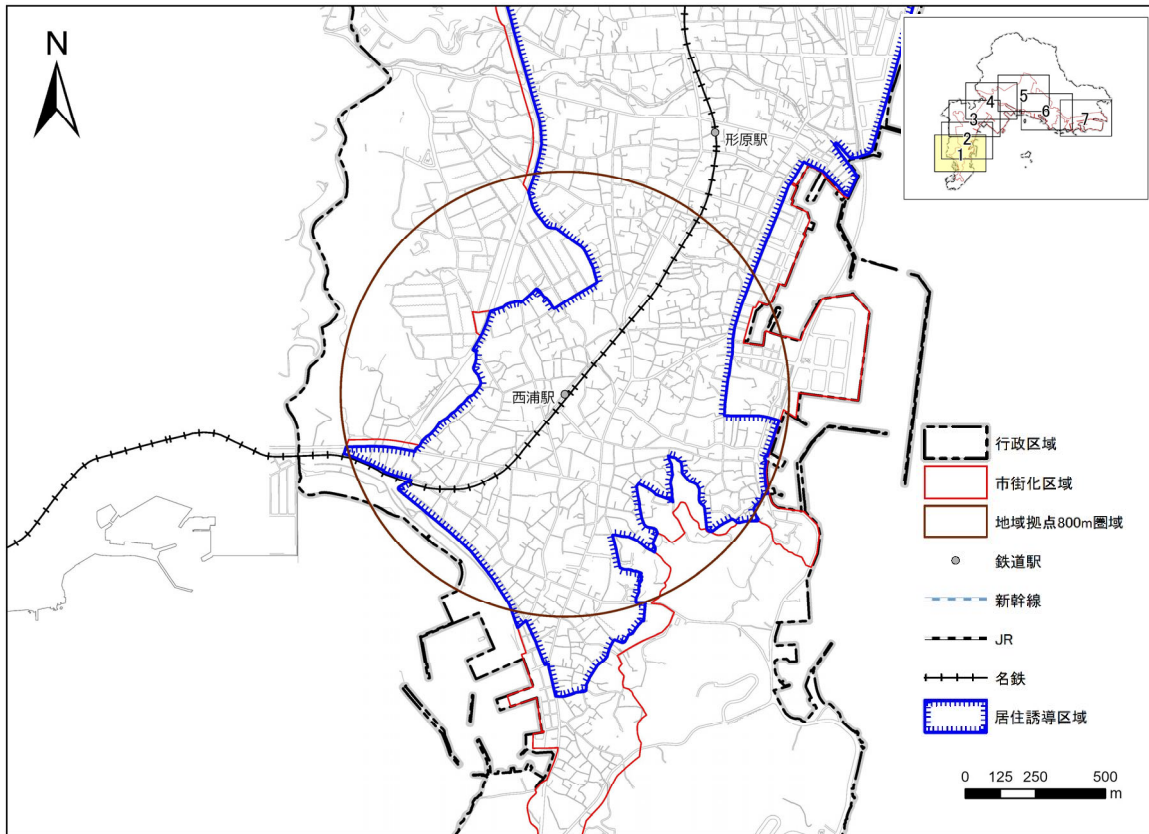 N
形原駅
西浦駅
1
2
3
4
5
6
7
行政区域
市街化区域
地域拠点800m圏域
鉄道駅
新幹線
JR
名鉄
居住誘導区域
0 125 250 500
m